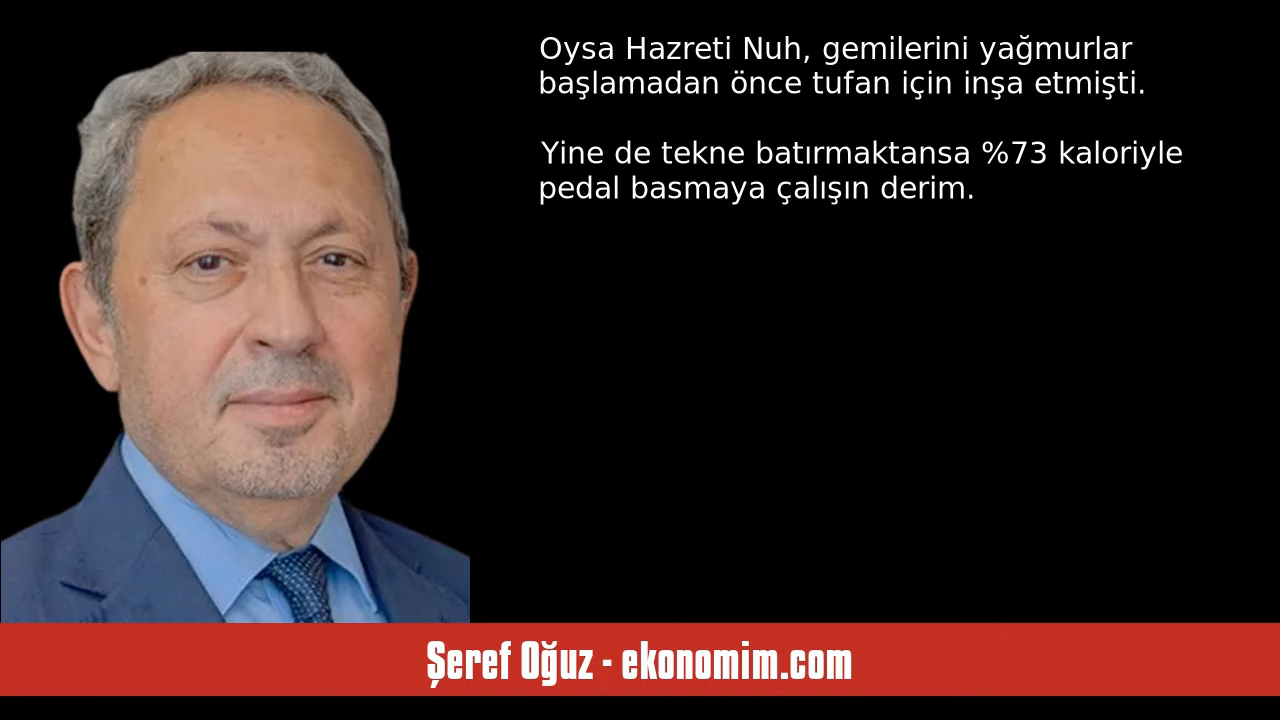 Oysa Hazreti Nuh, gemilerini yağmurlar
başlamadan önce tufan için inşa etmişti.
Yine de tekne batırmaktansa %73 kaloriyle
pedal basmaya çalışın derim.
Şeref Oğuz - ekonomim.com